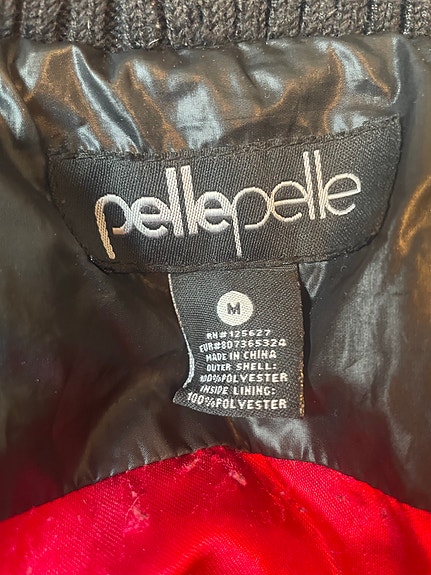 pellepelle
M
RN#125627
EUR#807365324
MADE IN CHINA
OUTER SHELL:
100%POLYESTER
INSIDE LINING:
100%POLYESTER